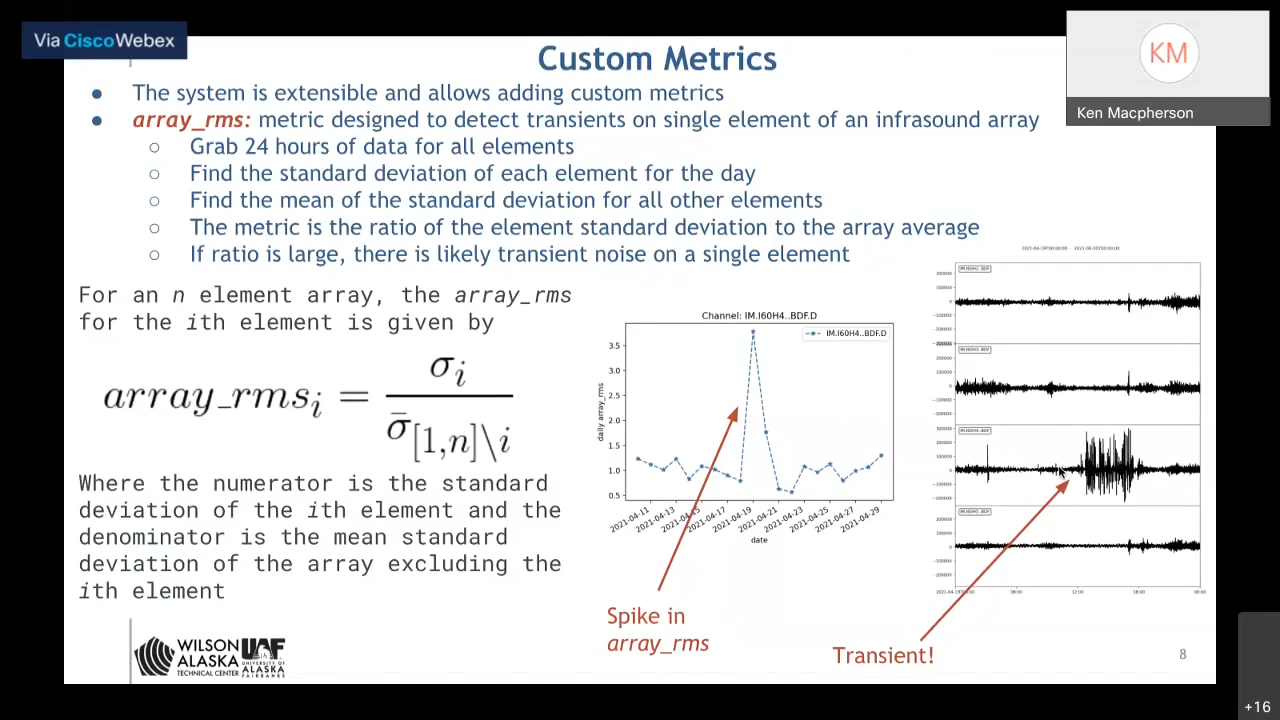 Via Cisco Webex
Custom Metrics
KM
Ken Macpherson
● The system is extensible and allows adding custom metrics
● array_rms: metric designed to detect transients on single element of an infrasound array
○ Grab 24 hours of data for all elements
○ Find the standard deviation of each element for the day
○ Find the mean of the standard deviation for all other elements
○ The metric is the ratio of the element standard deviation to the array average
○ If ratio is large, there is likely transient noise on a single element
For an n element array, the array_rms
for the ith element is given by
array_rms_i = σ_i / σ̄_[1,n]\i
Where the numerator is the standard
deviation of the ith element and the
denominator is the mean standard
deviation of the array excluding the
ith element
Channel: IM.I60H4..BDF.D
IM.I60H4..BDF.D
daily array_rms
3.5
3.0
2.5
2.0
1.5
1.0
0.5
2021-04-11
2021-04-13
2021-04-15
2021-04-17
2021-04-19
2021-04-21
2021-04-23
2021-04-25
2021-04-27
2021-04-29
date
Spike in
array_rms
Transient!
WILSON
ALASKA
TECHNICAL CENTER
UAF
UNIVERSITY OF
ALASKA
FAIRBANKS
8
+16